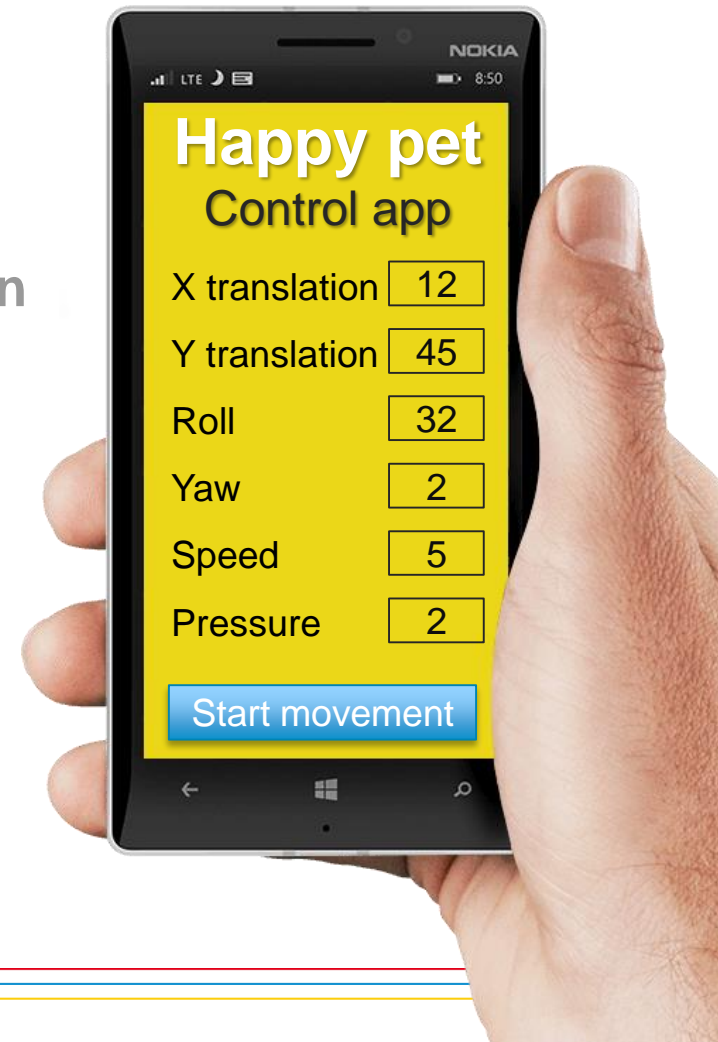 NOKIA
LTE 8:50
Happy pet
Control app
n
X translation 12
Y translation 45
Roll 32
Yaw 2
Speed 5
Pressure 2
Start movement